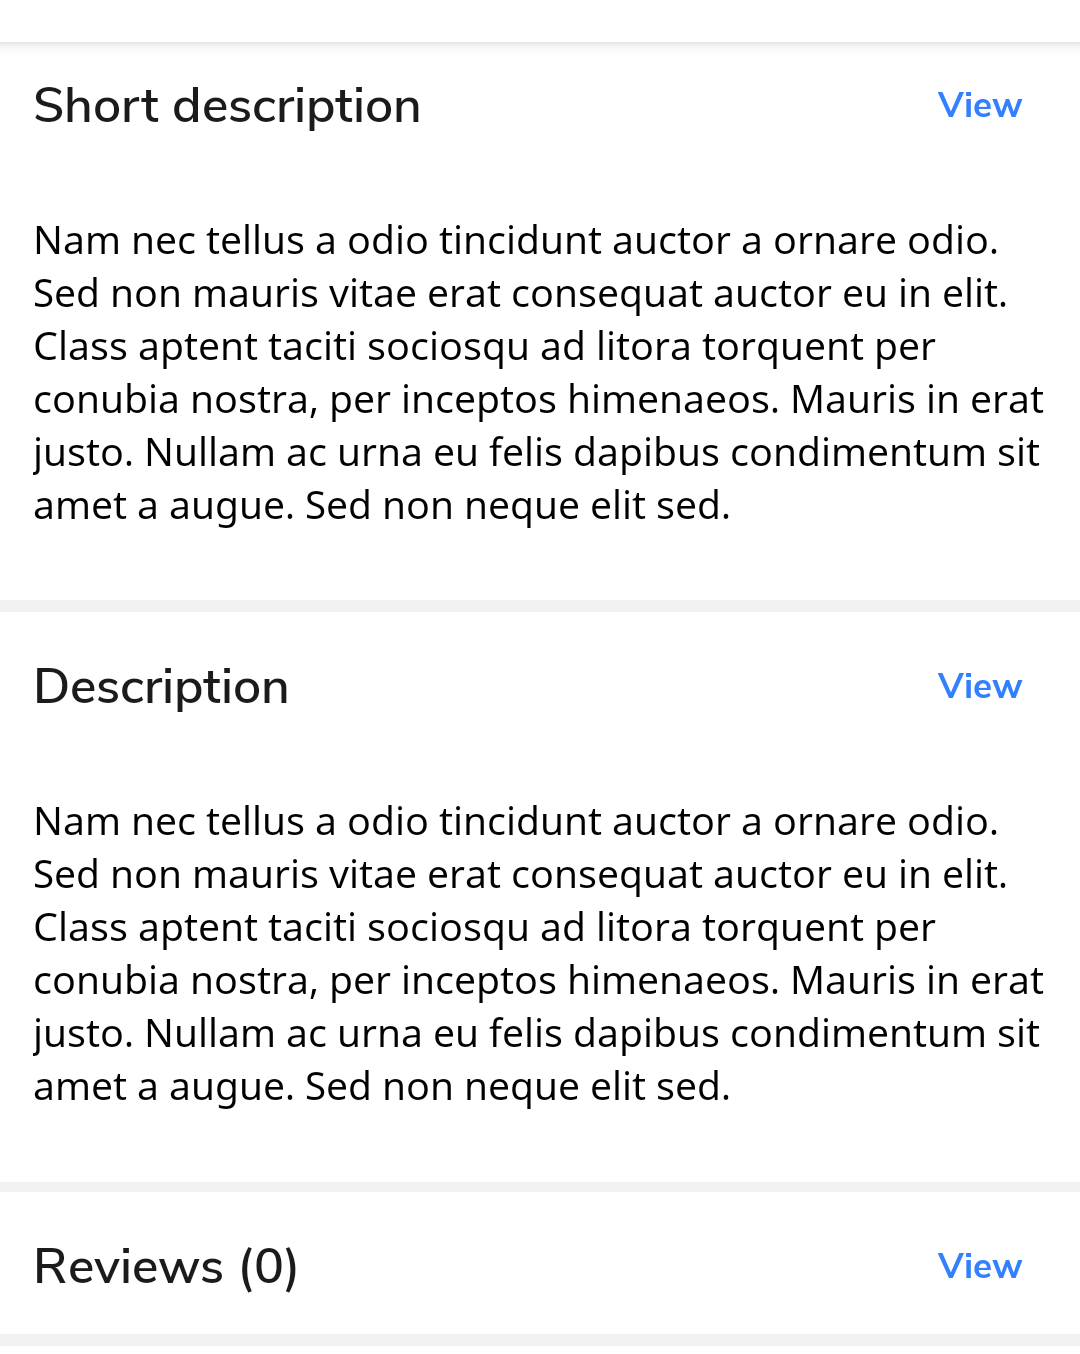 Short description View
Nam nec tellus a odio tincidunt auctor a ornare odio.
Sed non mauris vitae erat consequat auctor eu in elit.
Class aptent taciti sociosqu ad litora torquent per
conubia nostra, per inceptos himenaeos. Mauris in erat
justo. Nullam ac urna eu felis dapibus condimentum sit
amet a augue. Sed non neque elit sed.
Description View
Nam nec tellus a odio tincidunt auctor a ornare odio.
Sed non mauris vitae erat consequat auctor eu in elit.
Class aptent taciti sociosqu ad litora torquent per
conubia nostra, per inceptos himenaeos. Mauris in erat
justo. Nullam ac urna eu felis dapibus condimentum sit
amet a augue. Sed non neque elit sed.
Reviews (0) View